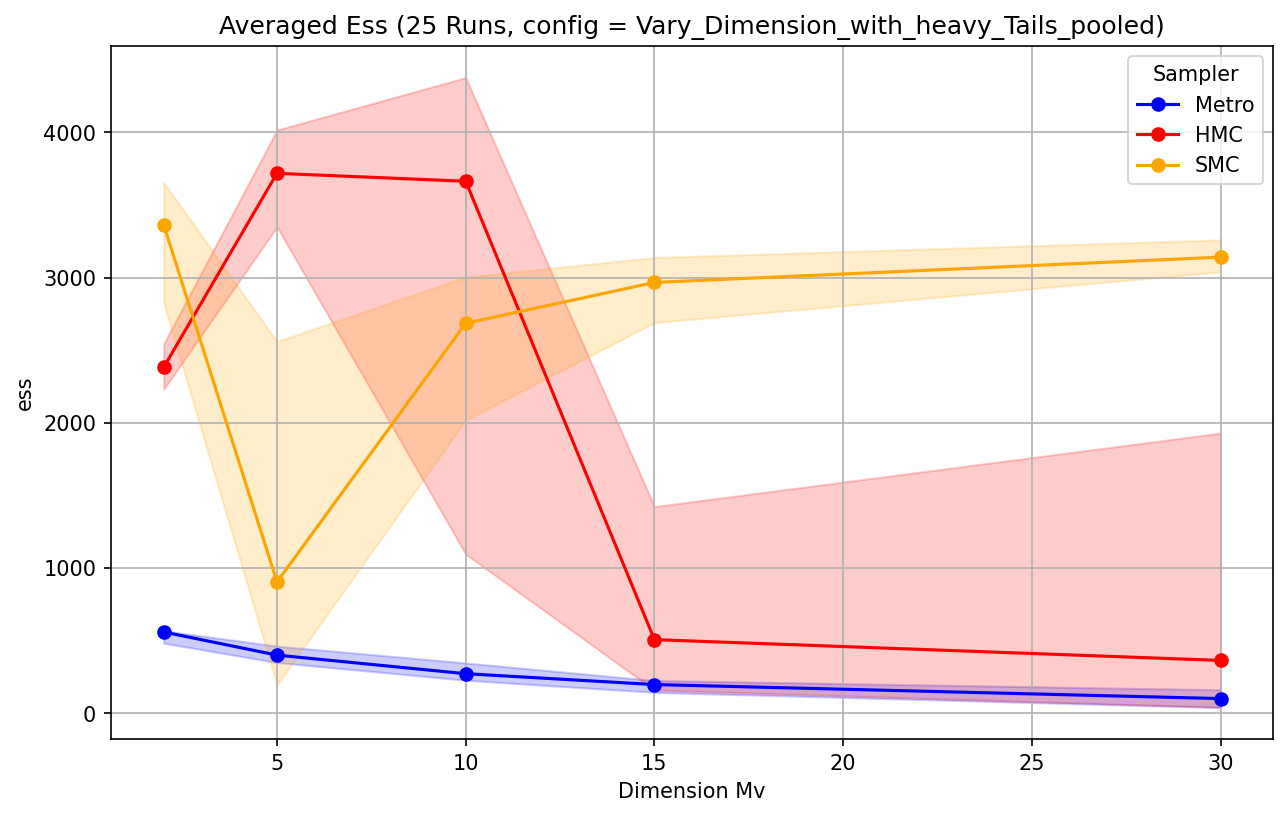 Averaged Ess (25 Runs, config = Vary_Dimension_with_heavy_Tails_pooled)
Sampler
Metro
HMC
SMC
4000
3000
2000
1000
0
ess
5 10 15 20 25 30
Dimension Mv